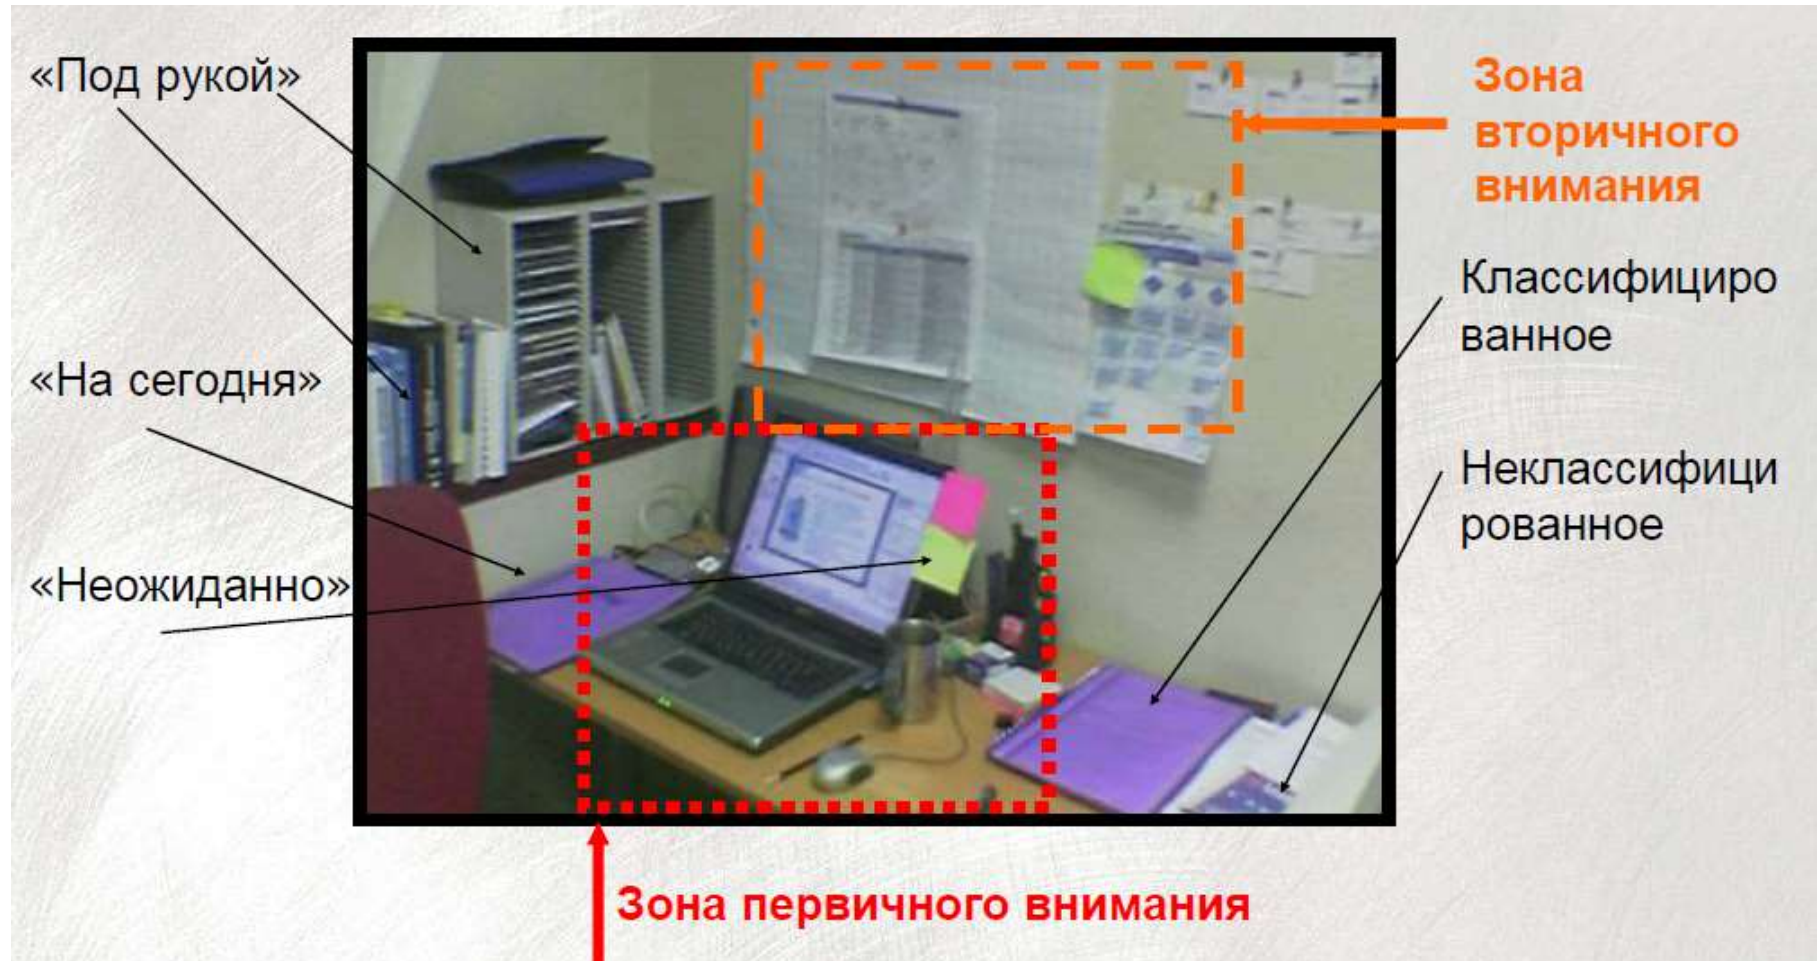 «Под рукой»
«На сегодня»
«Неожиданно»
Зона
вторичного
внимания
Классифициро
ванное
Неклассифици
рованное
Зона первичного внимания